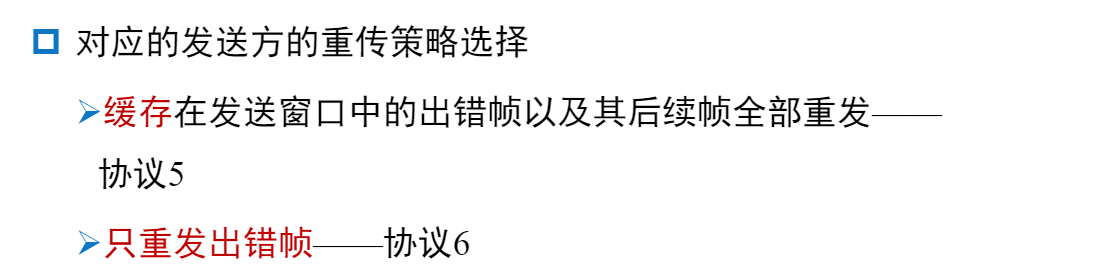 对应的发送方的重传策略选择
缓存在发送窗口中的出错帧以及其后续帧全部重发——
协议5
只重发出错帧——协议6